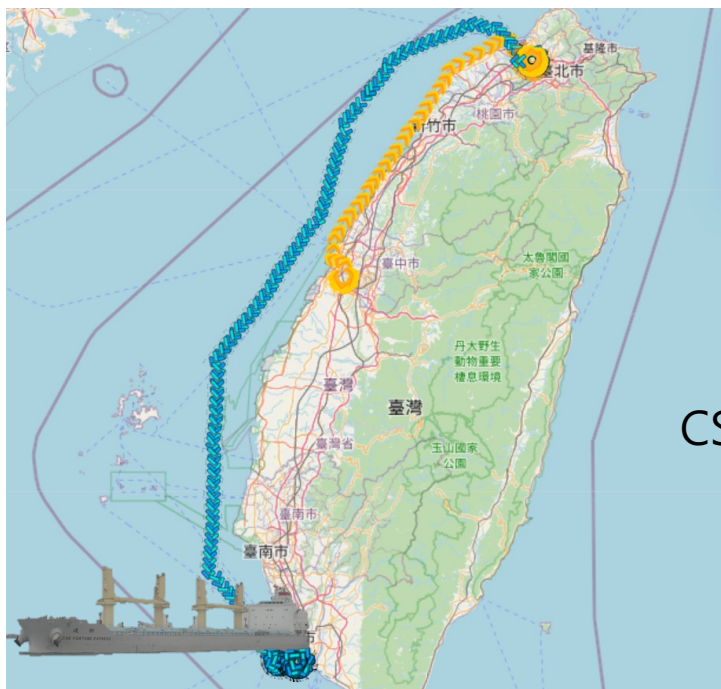 基隆市
臺北市
桃園市
新竹市
臺中市
太魯閣國
家公園
丹大野生
動物重要
棲息環境
臺灣
臺灣
臺灣省
玉山國家
公園
臺南市
臺南市
CS